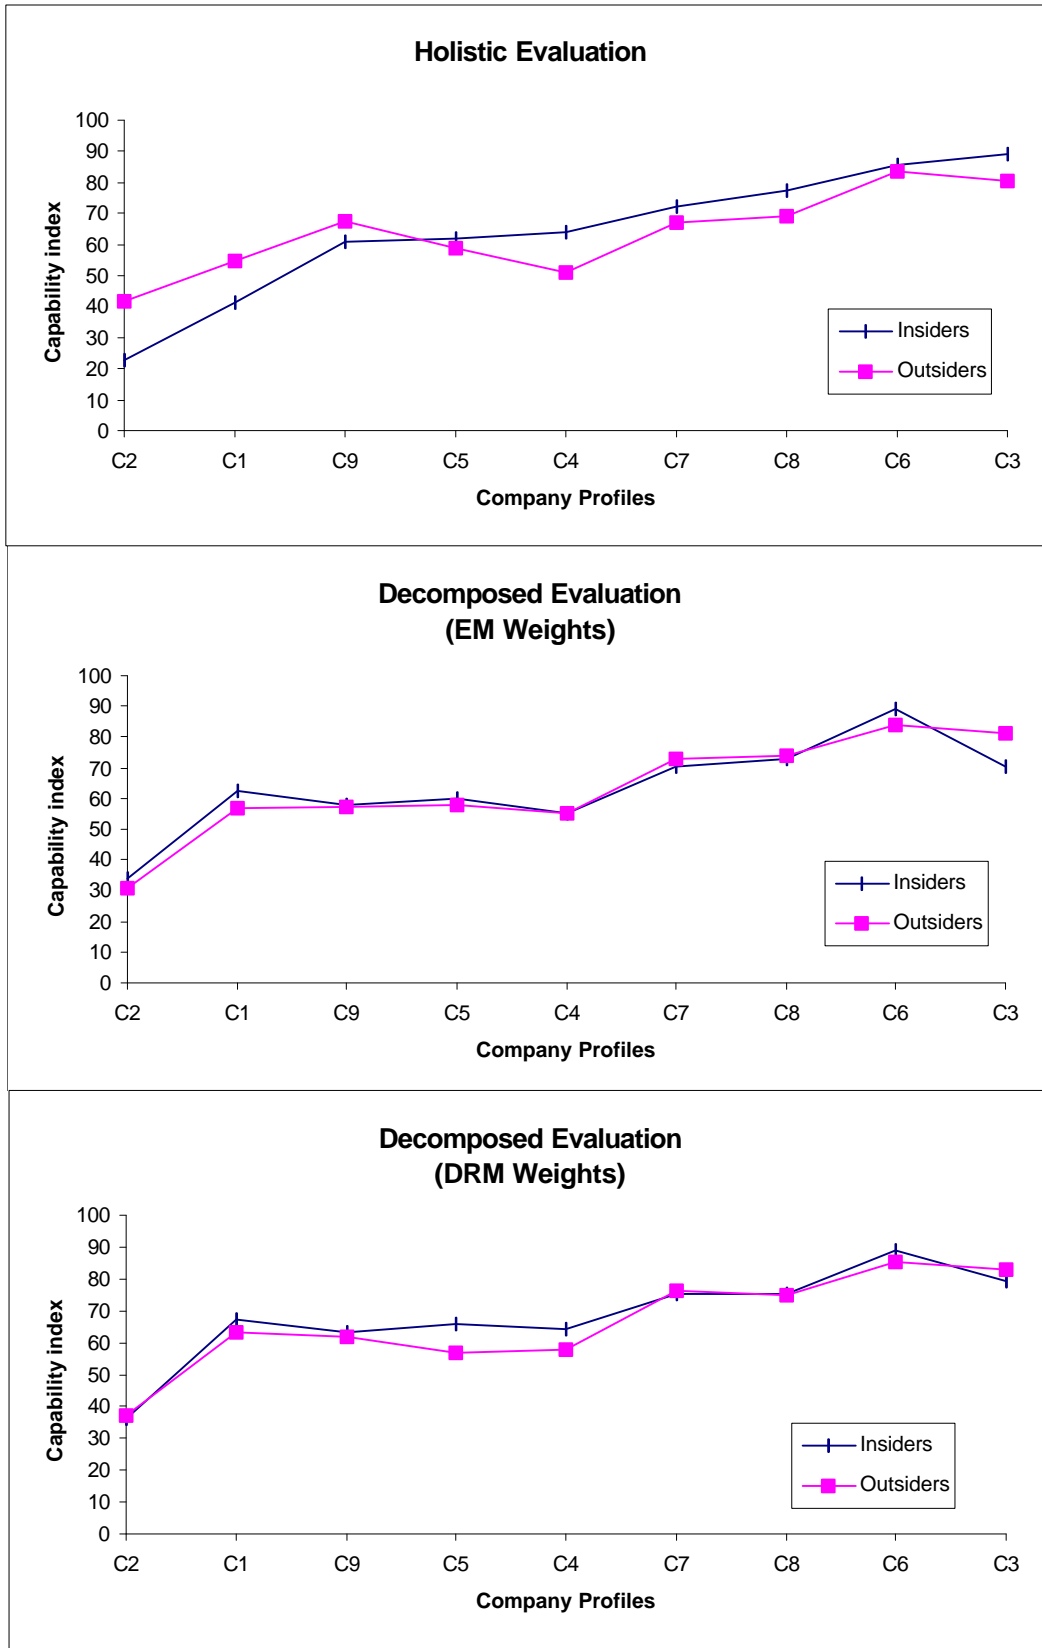 Holistic Evaluation
100
90
80
70
60
50
40
30
20
10
0
Capability index
Insiders
Outsiders
C2 C1 C9 C5 C4 C7 C8 C6 C3
Company Profiles
Decomposed Evaluation
(EM Weights)
100
90
80
70
60
50
40
30
20
10
0
Capability index
Insiders
Outsiders
C2 C1 C9 C5 C4 C7 C8 C6 C3
Company Profiles
Decomposed Evaluation
(DRM Weights)
100
90
80
70
60
50
40
30
20
10
0
Capability index
Insiders
Outsiders
C2 C1 C9 C5 C4 C7 C8 C6 C3
Company Profiles